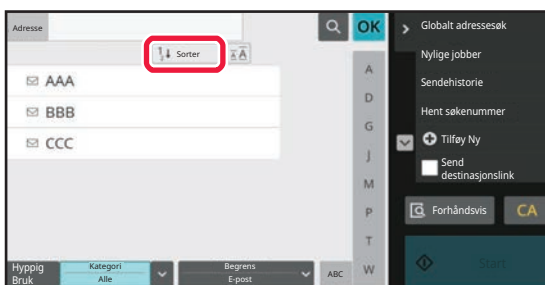 Adresse
OK
Sorter
AAA
BBB
CCC
A
D
G
J
M
P
T
W
Hyppig
Bruk
Kategori
Alle
Begrens
E-post
ABC
Globalt adressesøk
Nylige jobber
Sendehistorie
Hent søkenummer
Tilføy Ny
Send
destinasjonslink
Forhåndsvis
CA
Start